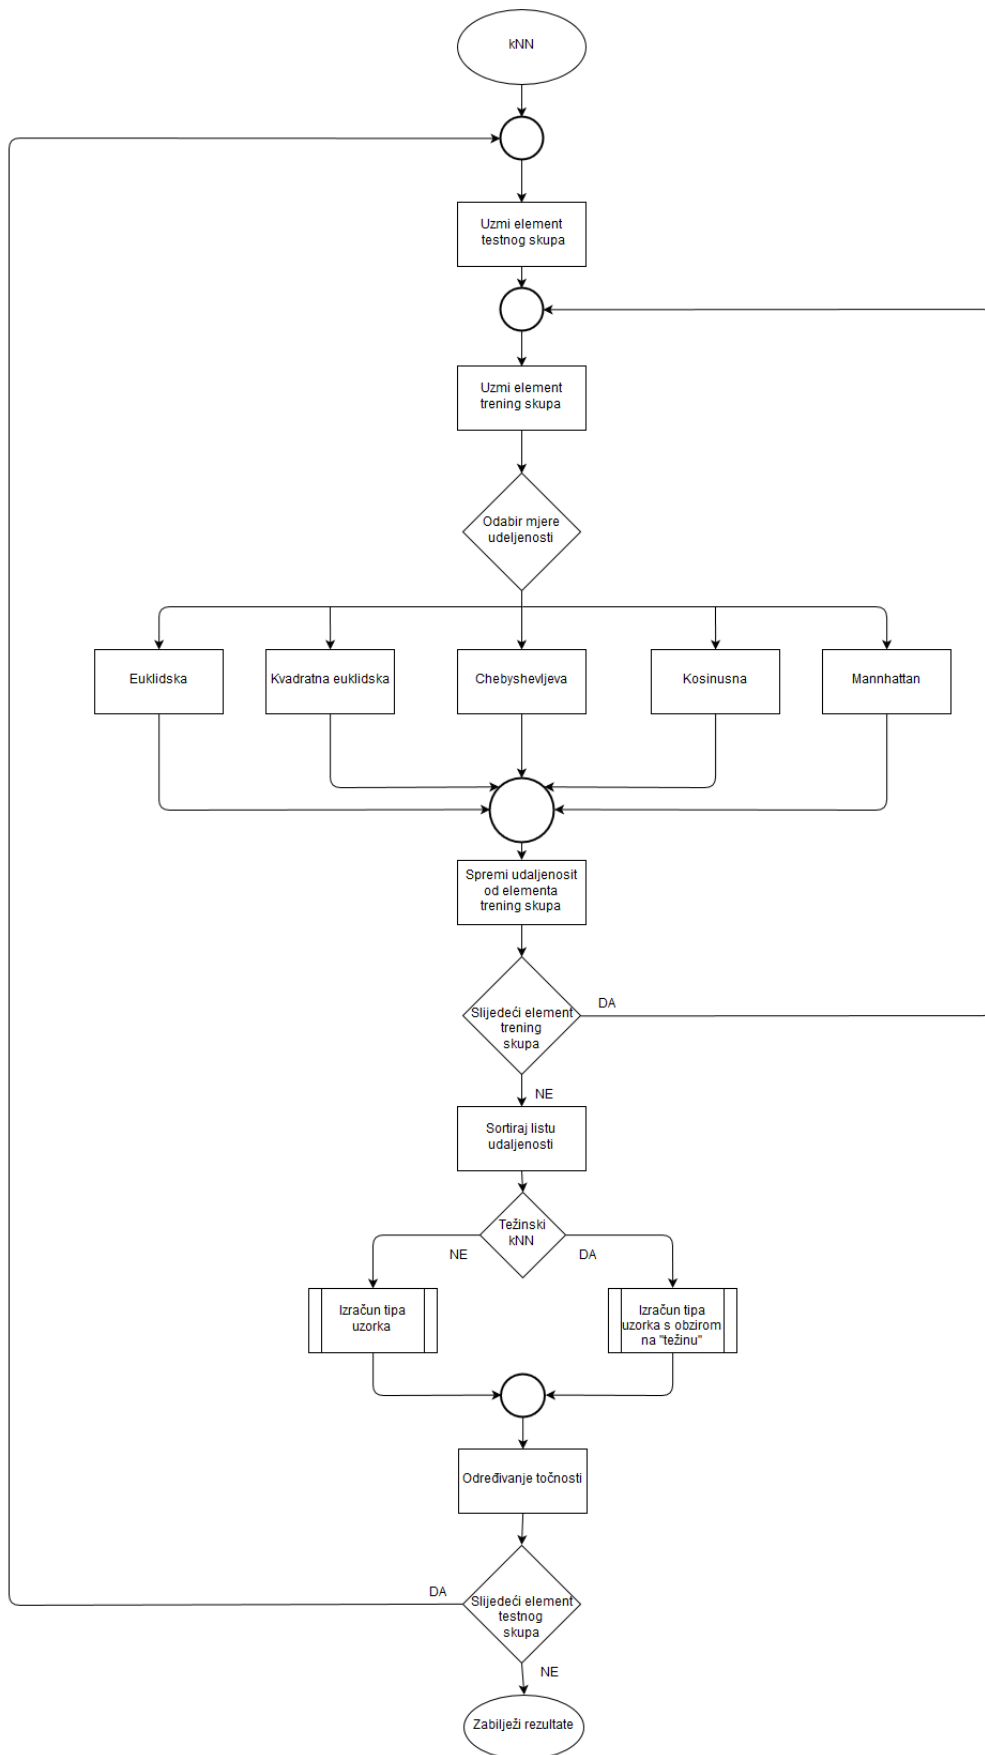 kNN
Uzmi element
testnog skupa
Uzmi element
trening skupa
Odabir mjere
udeljenosti
Euklidska
Kvadratna euklidska
Chebyshevljeva
Kosinusna
Mannhattan
Spremi udaljenosit
od elementa
trening skupa
Slijedeći element
trening
skupa
DA
NE
Sortiraj listu
udaljenosti
Težinski
kNN
NE
DA
Izračun tipa
uzorka
Izračun tipa
uzorka s obzirom
na "težinu"
Određivanje točnosti
DA
Slijedeći element
testnog
skupa
NE
Zabilježi rezultate